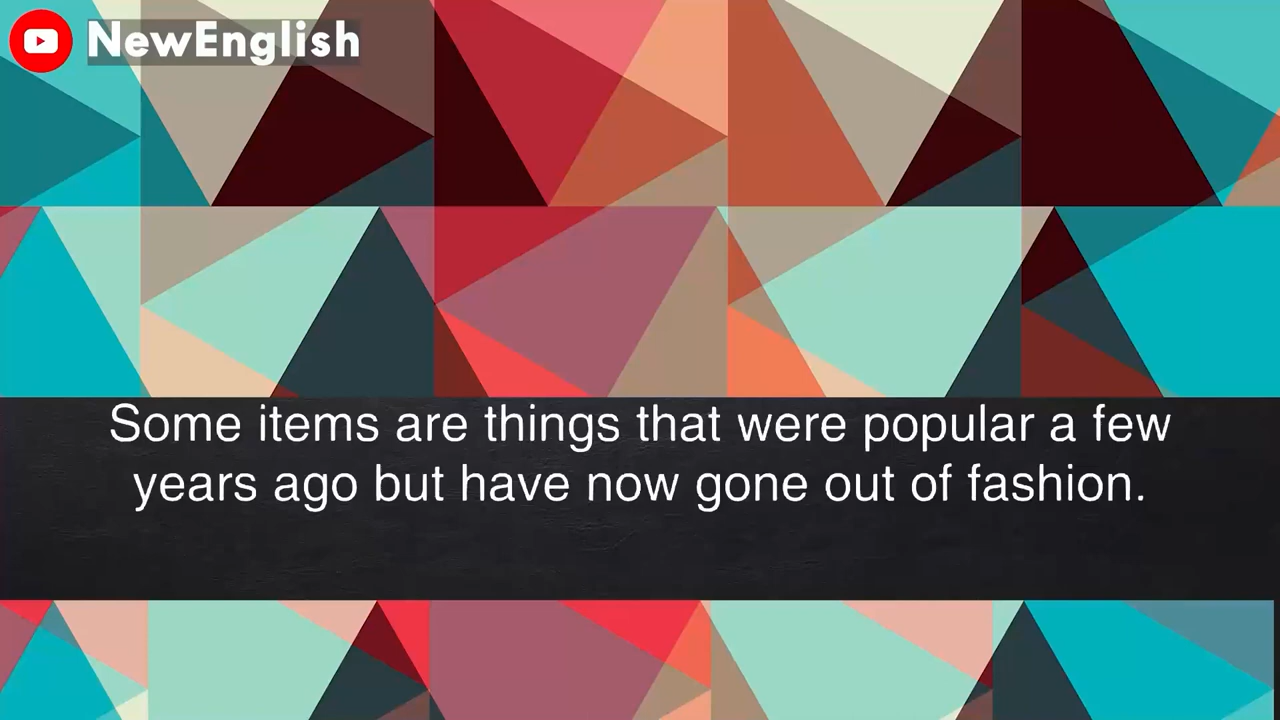 NewEnglish
Some items are things that were popular a few
years ago but have now gone out of fashion.